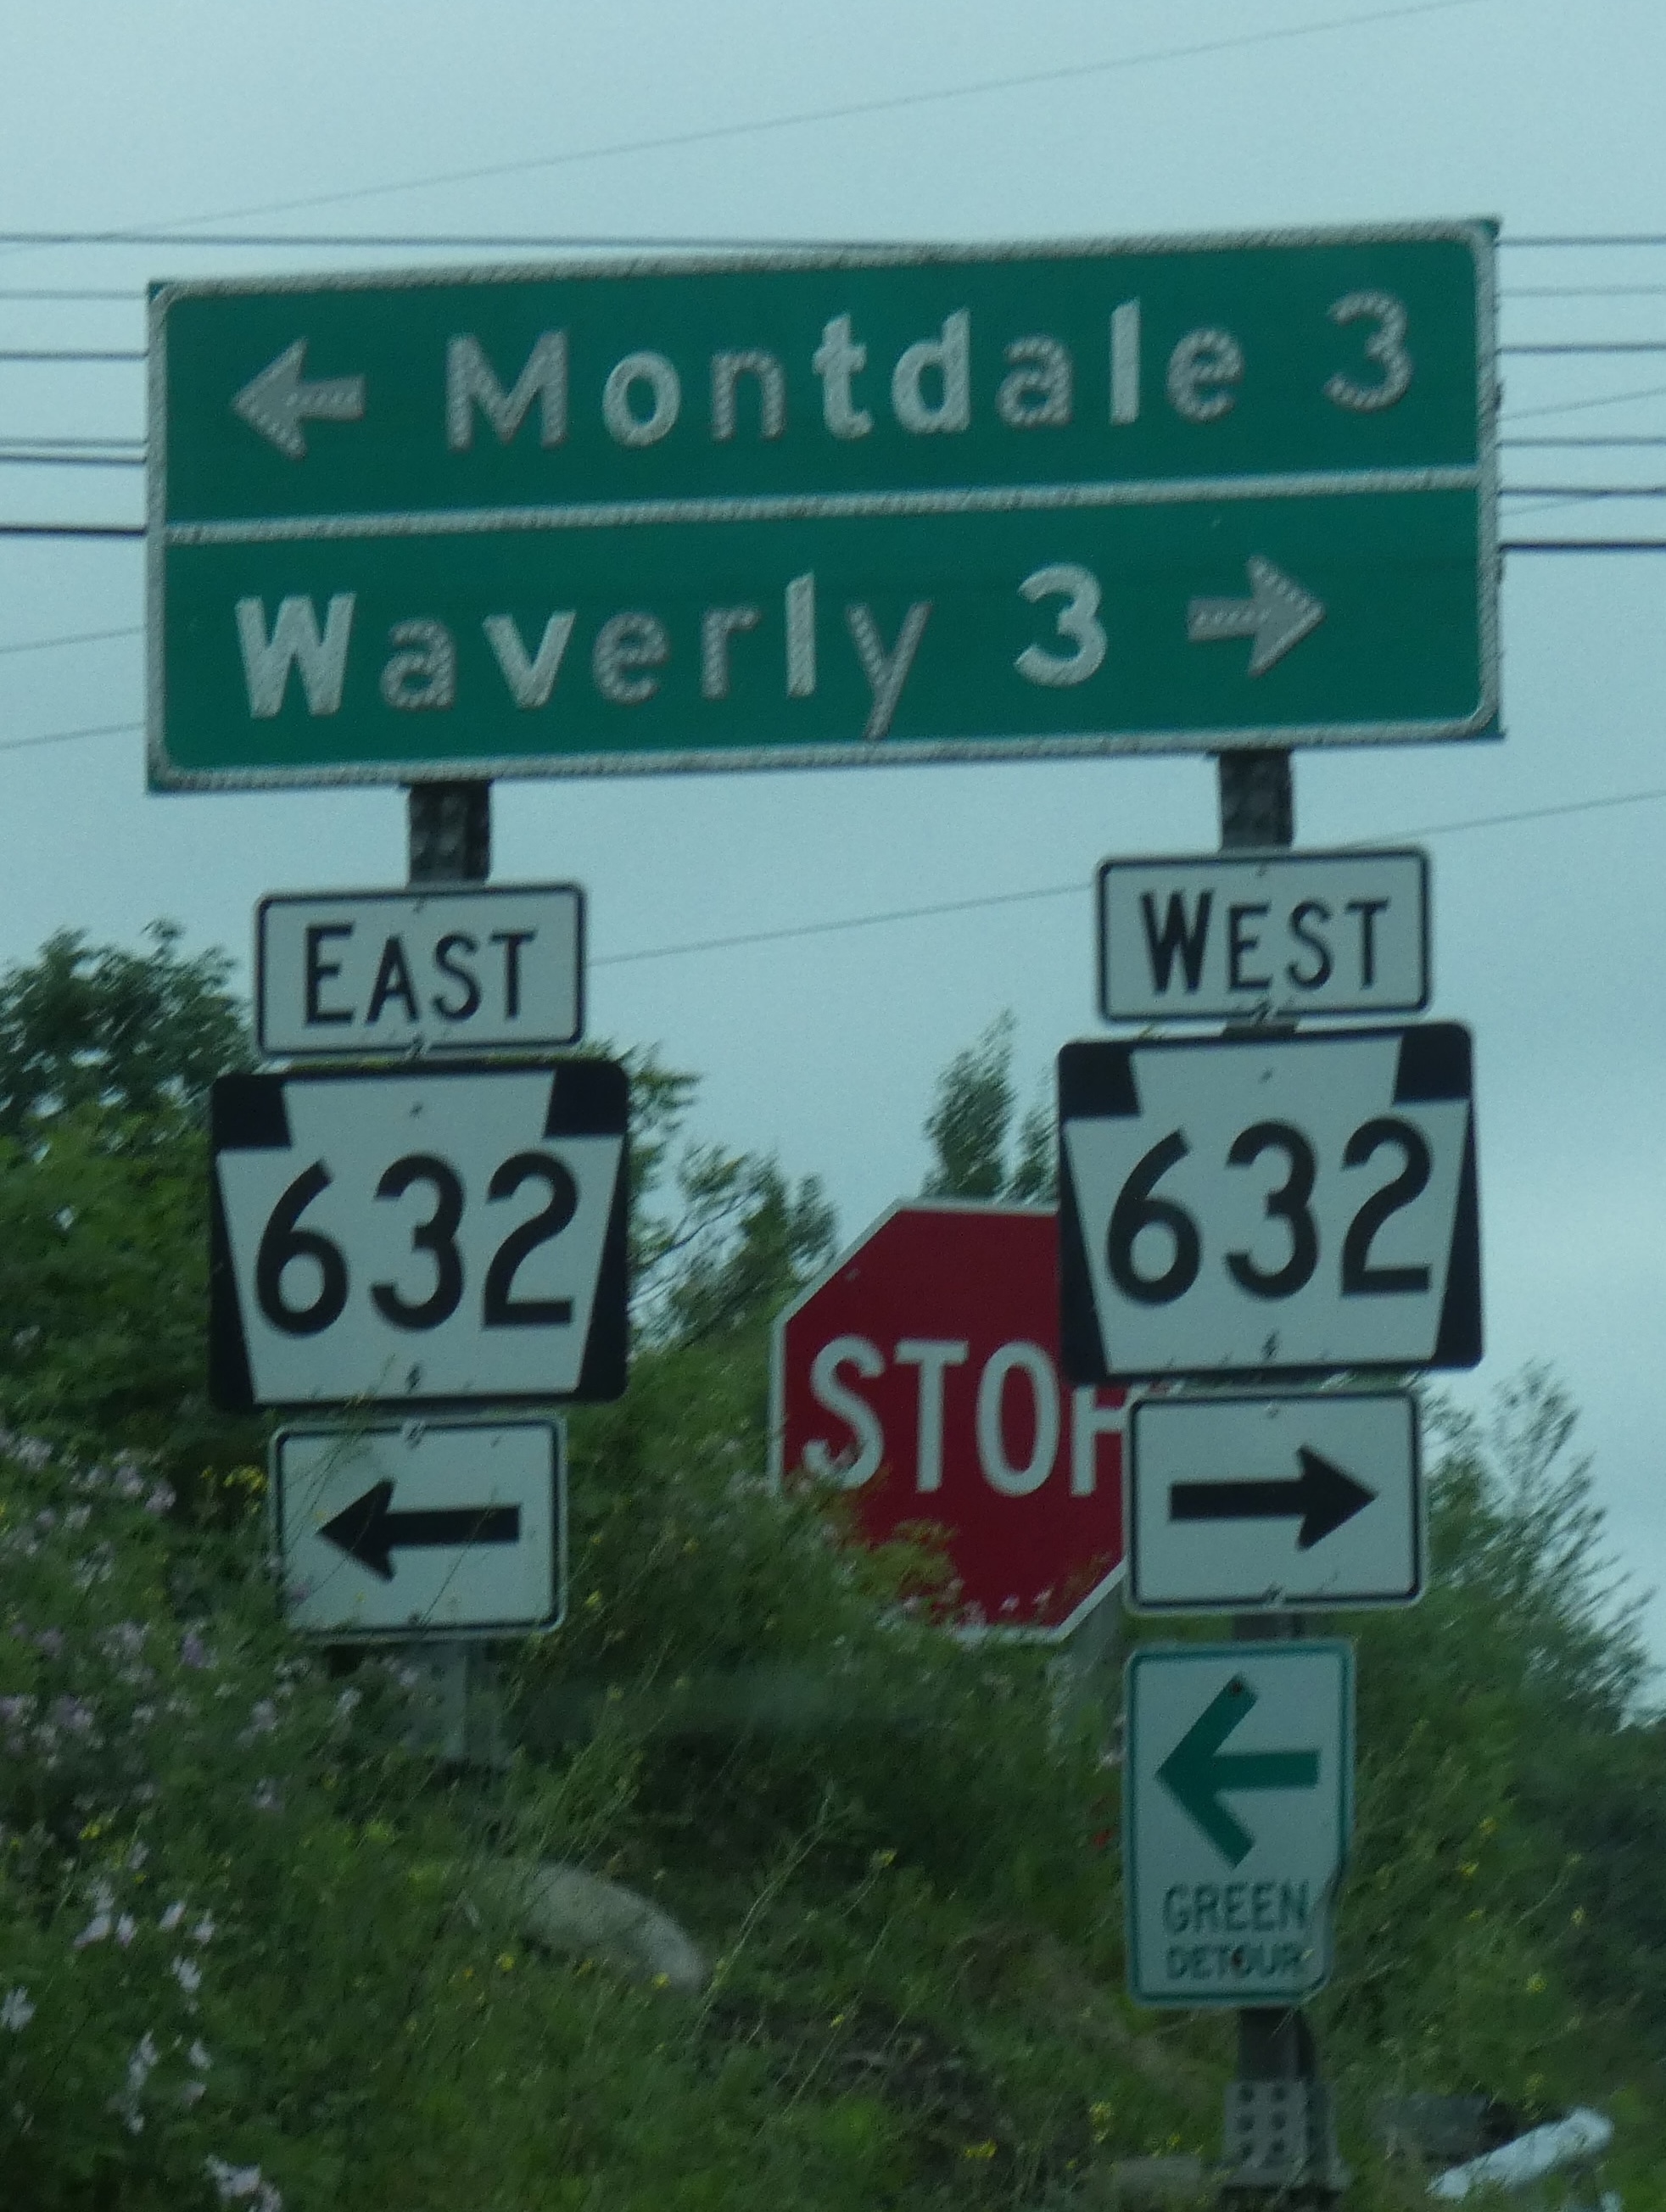 Montdale 3
Waverly 3
EAST
632
WEST
632
STOP
GREEN
DETOUR